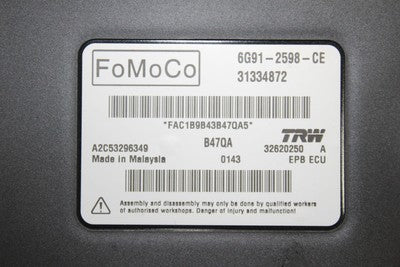 FoMoCo
6G91-2598-CE
31334872
*FAC1B9B43B47QA5*
B47QA
TRW
A2C53296349
32620250 A
Made in Malaysia
0143
EPB ECU
Assembly and disassembly may only be done by qualified workers
of authorised workshops. Danger of Injury and malfunction!